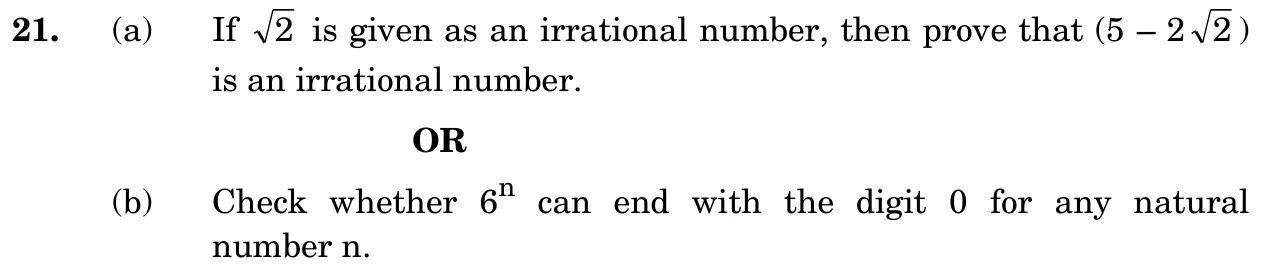 21. (a) If √2 is given as an irrational number, then prove that (5 – 2√2)
is an irrational number.
OR
(b) Check whether 6ⁿ can end with the digit 0 for any natural
number n.